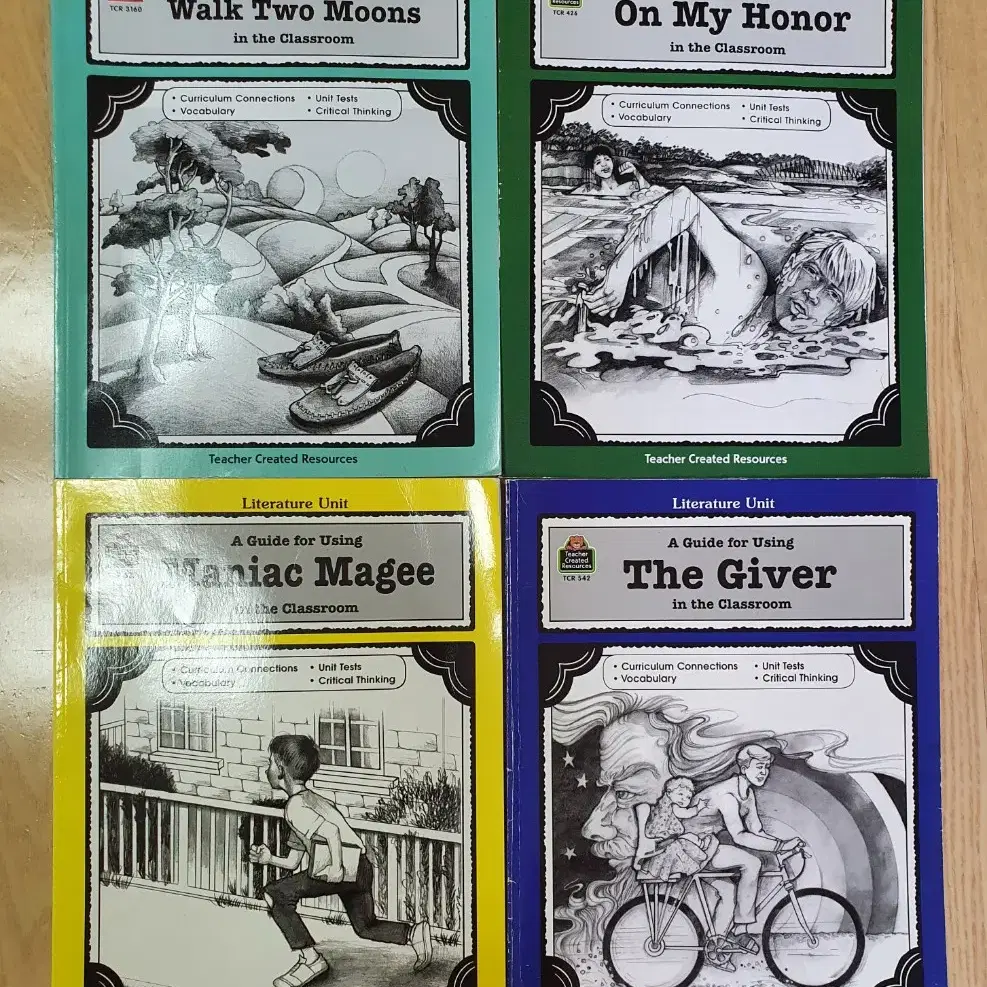 TCR 3160
Walk Two Moons
in the Classroom
• Curriculum Connections • Unit Tests
• Vocabulary • Critical Thinking
Teacher Created Resources
Resources
TCR 426
On My Honor
in the Classroom
• Curriculum Connections • Unit Tests
• Vocabulary • Critical Thinking
Teacher Created Resources
Literature Unit
A Guide for Using
Maniac Magee
in the Classroom
• Curriculum Connections • Unit Tests
• Vocabulary • Critical Thinking
Literature Unit
Teacher
Created
Resources
TCR 542
A Guide for Using
The Giver
in the Classroom
• Curriculum Connections • Unit Tests
• Vocabulary • Critical Thinking